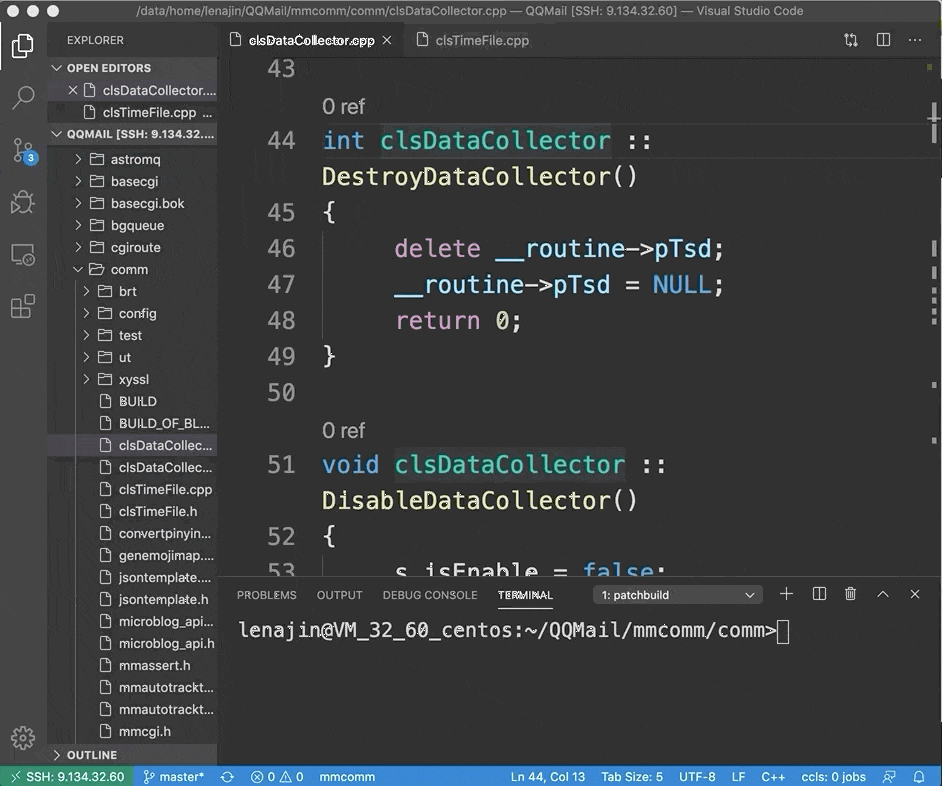 /data/home/lenajin/QQMail/mmcomm/comm/clsDataCollector.cpp — QQMail [SSH: 9.134.32.60] — Visual Studio Code
EXPLORER
OPEN EDITORS
clsDataCollector....
clsTimeFile.cpp ...
QQMAIL [SSH: 9.134.32....
astromq
basecgi
basecgi.bok
bgqueue
cgiroute
comm
brt
config
test
ut
xyssl
BUILD
BUILD_OF_BL...
clsDataCollec...
clsDataCollec...
clsTimeFile.cpp
clsTimeFile.h
convertpinyin...
genemojimap....
jsontemplate....
jsontemplate.h
microblog_api...
microblog_api.h
mmassert.h
mmautotrackt...
mmautotrackt...
mmcgi.h
OUTLINE
3
clsDataCollector.cpp
clsTimeFile.cpp
43
0 ref
44 int clsDataCollector ::
DestroyDataCollector()
45 {
46 delete __routine->pTsd;
47 __routine->pTsd = NULL;
48 return 0;
49 }
50
0 ref
51 void clsDataCollector ::
DisableDataCollector()
52 {
53 s_isEnable = false;
PROBLEMS OUTPUT DEBUG CONSOLE TERMINAL 1: patchbuild
lenajin@VM_32_60_centos:~/QQMail/mmcomm/comm>
SSH: 9.134.32.60 master* 0 0 mmcomm Ln 44, Col 13 Tab Size: 5 UTF-8 LF C++ ccls: 0 jobs